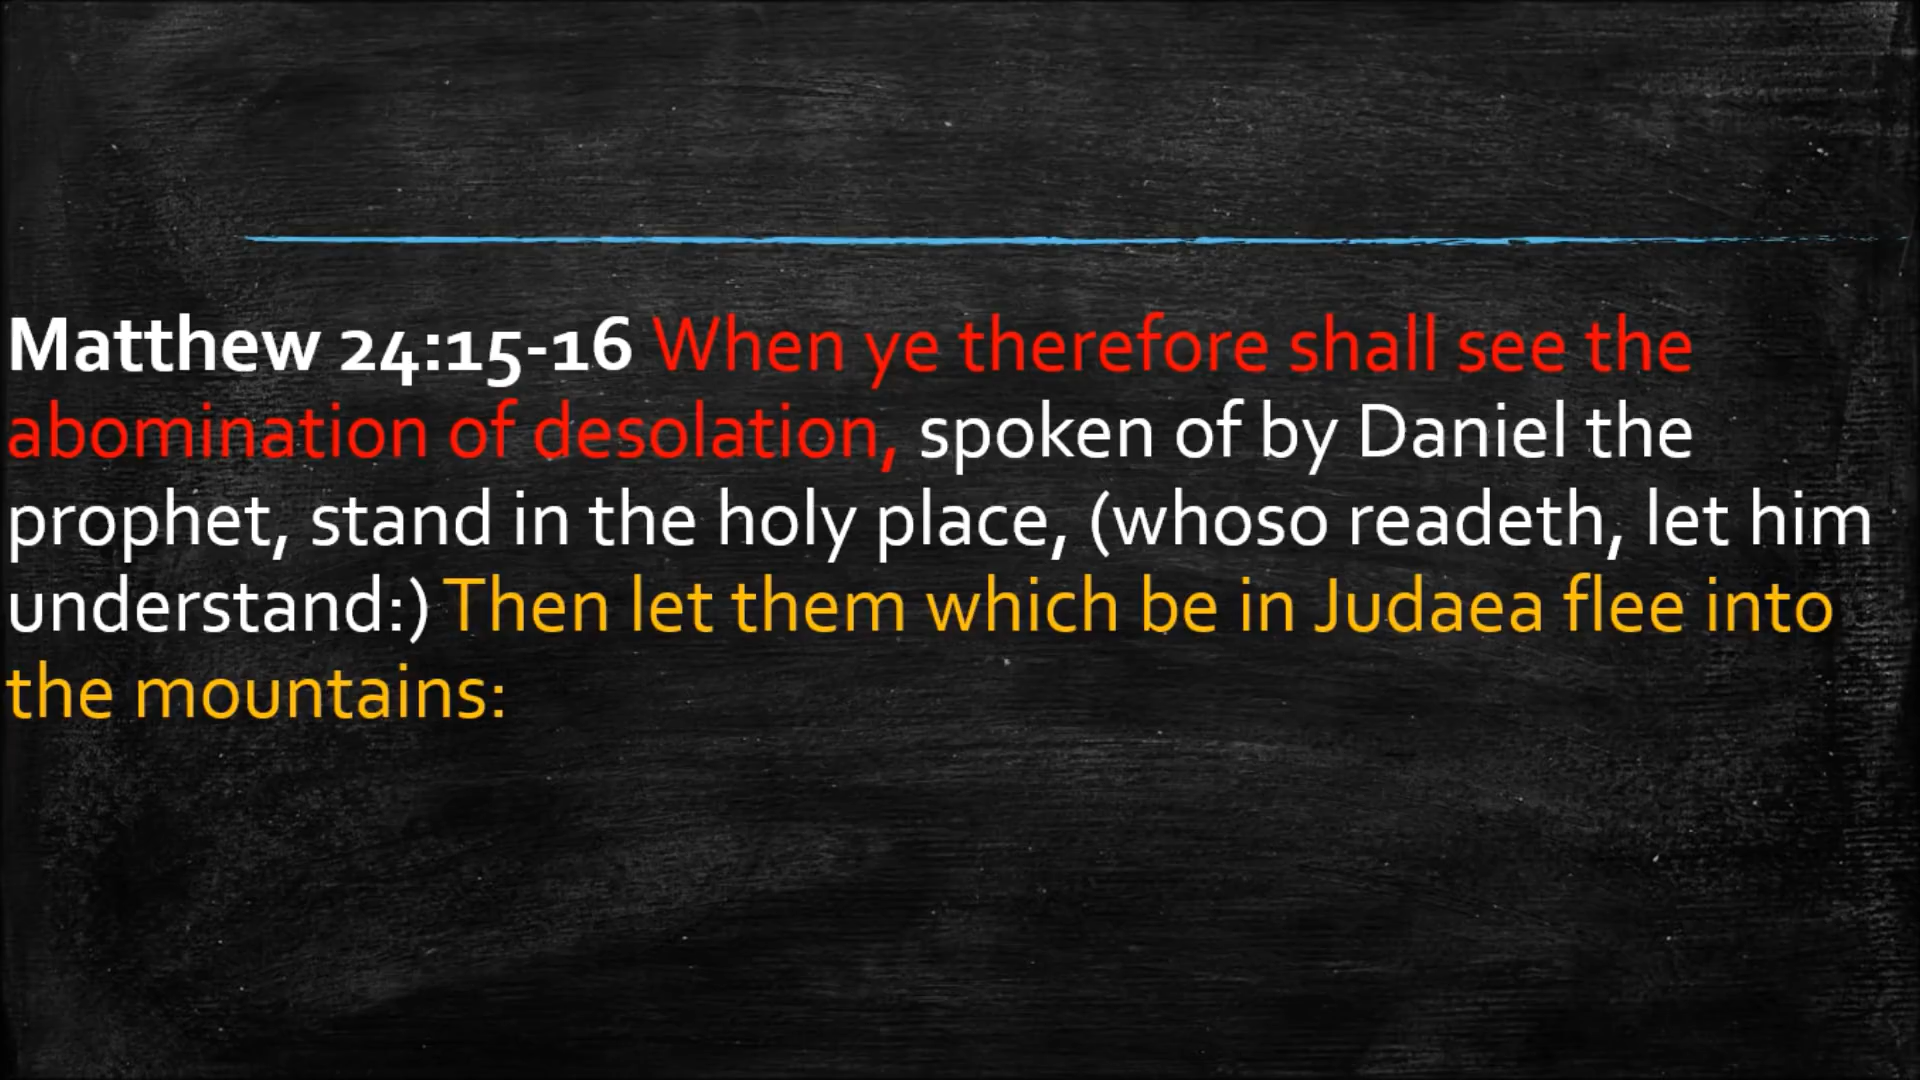 Matthew 24:15-16 When ye therefore shall see the
abomination of desolation, spoken of by Daniel the
prophet, stand in the holy place, (whoso readeth, let him
understand:) Then let them which be in Judaea flee into
the mountains: